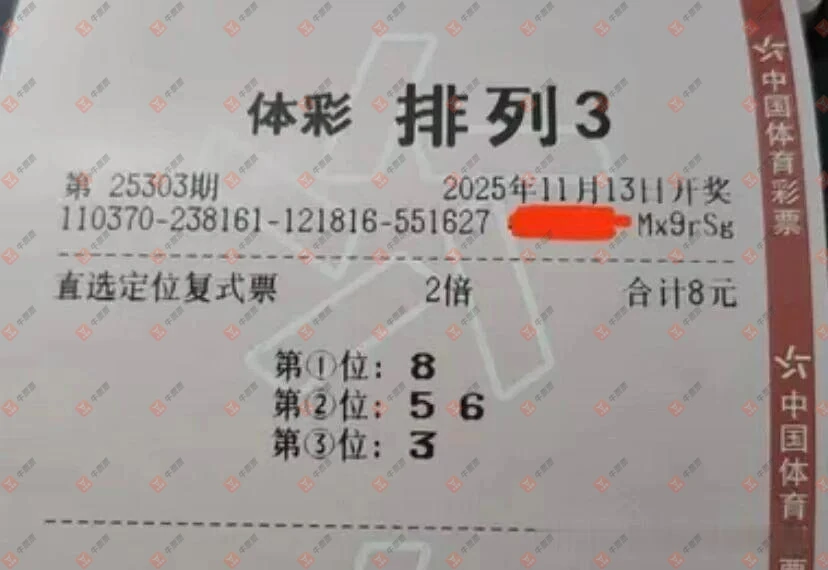 体彩 排列3
第 25303期 2025年11月13日开奖
110370-238161-121816-551627 Mx9rSg
直选定位复式票 2倍 合计8元
第①位: 8
第②位: 5 6
第③位: 3
中国体育彩票
中国体育
票